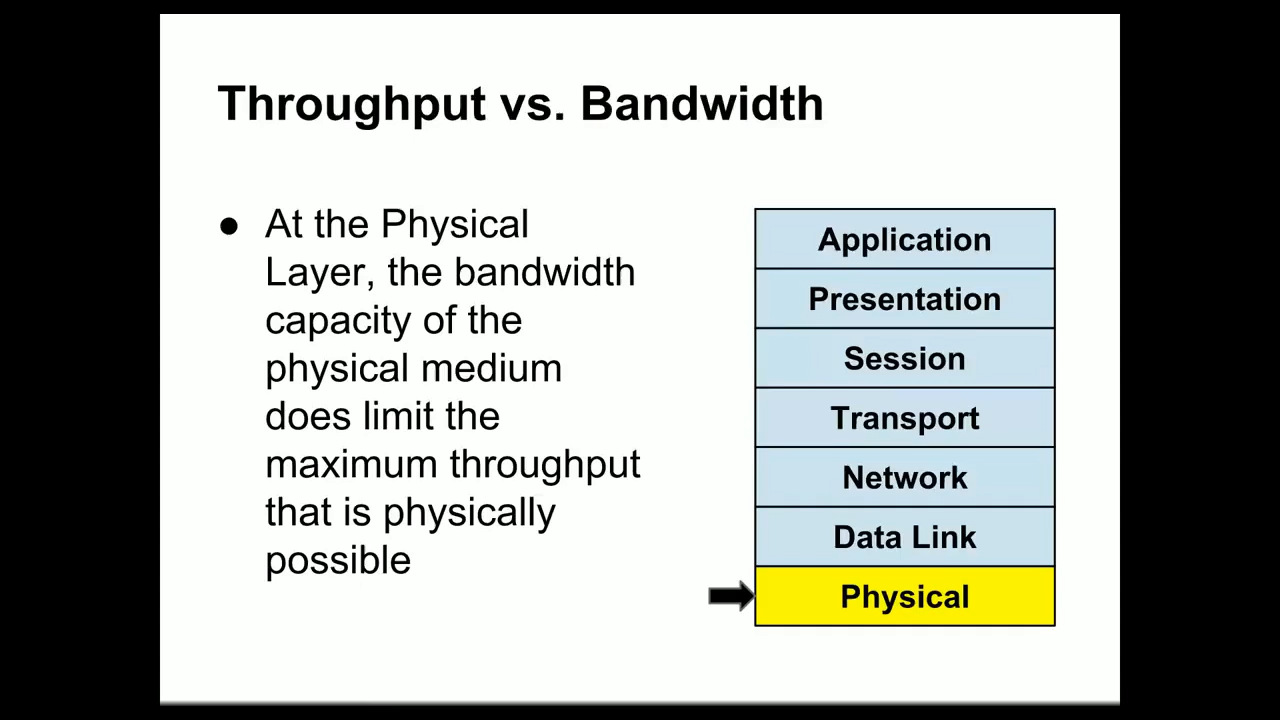 Throughput vs. Bandwidth
● At the Physical
Layer, the bandwidth
capacity of the
physical medium
does limit the
maximum throughput
that is physically
possible
Application
Presentation
Session
Transport
Network
Data Link
Physical